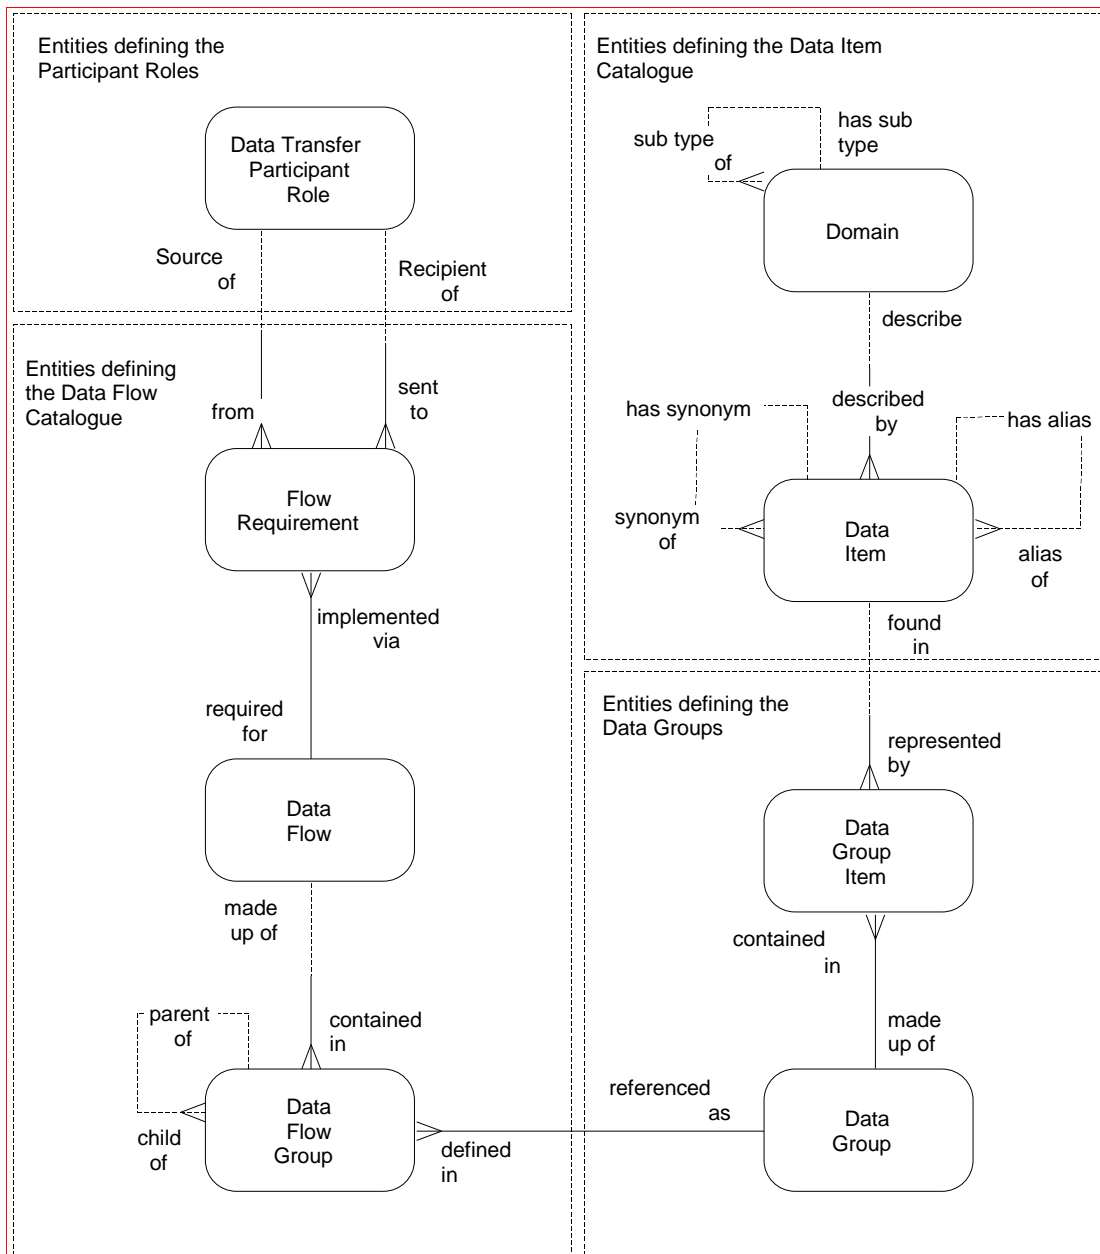 Entities defining the
Participant Roles
Data Transfer
Participant
Role
Source
of
Recipient
of
Entities defining
the Data Flow
Catalogue
from
sent
to
Flow
Requirement
implemented
via
required
for
Data
Flow
made
up of
parent
of
contained
in
child
of
Data
Flow
Group
defined
in
Entities defining the Data Item
Catalogue
sub type
of
has sub
type
Domain
describe
has synonym
described
by
has alias
synonym
of
Data
Item
alias
of
found
in
Entities defining the
Data Groups
represented
by
Data
Group
Item
contained
in
made
up of
referenced
as
Data
Group